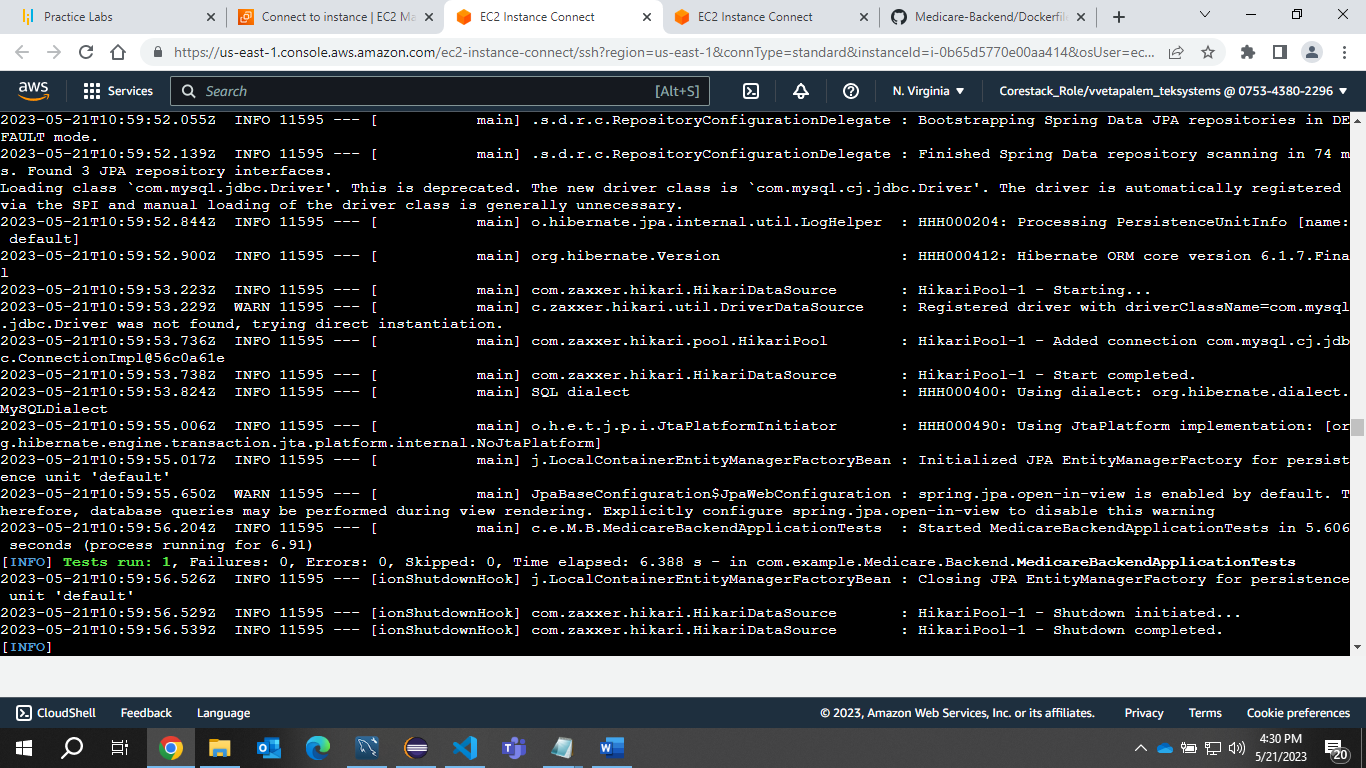 Practice Labs
Connect to instance | EC2 Ma
EC2 Instance Connect
EC2 Instance Connect
Medicare-Backend/Dockerfile
https://us-east-1.console.aws.amazon.com/ec2-instance-connect/ssh?region=us-east-1&connType=standard&instanceId=i-0b65d5770e00aa414&osUser=ec...
aws
Services
Search
[Alt+S]
N. Virginia
Corestack_Role/vvetapalem_teksystems @ 0753-4380-2296
2023-05-21T10:59:52.055Z  INFO 11595 --- [           main] .s.d.r.c.RepositoryConfigurationDelegate : Bootstrapping Spring Data JPA repositories in DE
FAULT mode.
2023-05-21T10:59:52.139Z  INFO 11595 --- [           main] .s.d.r.c.RepositoryConfigurationDelegate : Finished Spring Data repository scanning in 74 m
s. Found 3 JPA repository interfaces.
Loading class `com.mysql.jdbc.Driver'. This is deprecated. The new driver class is `com.mysql.cj.jdbc.Driver'. The driver is automatically registered
via the SPI and manual loading of the driver class is generally unnecessary.
2023-05-21T10:59:52.844Z  INFO 11595 --- [           main] o.hibernate.jpa.internal.util.LogHelper  : HHH000204: Processing PersistenceUnitInfo [name:
 default]
2023-05-21T10:59:52.900Z  INFO 11595 --- [           main] org.hibernate.Version                    : HHH000412: Hibernate ORM core version 6.1.7.Fina
l
2023-05-21T10:59:53.223Z  INFO 11595 --- [           main] com.zaxxer.hikari.HikariDataSource       : HikariPool-1 - Starting...
2023-05-21T10:59:53.229Z  WARN 11595 --- [           main] c.zaxxer.hikari.util.DriverDataSource    : Registered driver with driverClassName=com.mysql
.jdbc.Driver was not found, trying direct instantiation.
2023-05-21T10:59:53.736Z  INFO 11595 --- [           main] com.zaxxer.hikari.pool.HikariPool        : HikariPool-1 - Added connection com.mysql.cj.jdb
c.ConnectionImpl@56c0a61e
2023-05-21T10:59:53.738Z  INFO 11595 --- [           main] com.zaxxer.hikari.HikariDataSource       : HikariPool-1 - Start completed.
2023-05-21T10:59:53.824Z  INFO 11595 --- [           main] SQL dialect                              : HHH000400: Using dialect: org.hibernate.dialect.
MySQLDialect
2023-05-21T10:59:55.006Z  INFO 11595 --- [           main] o.h.e.t.j.p.i.JtaPlatformInitiator       : HHH000490: Using JtaPlatform implementation: [or
g.hibernate.engine.transaction.jta.platform.internal.NoJtaPlatform]
2023-05-21T10:59:55.017Z  INFO 11595 --- [           main] j.LocalContainerEntityManagerFactoryBean : Initialized JPA EntityManagerFactory for persist
ence unit 'default'
2023-05-21T10:59:55.650Z  WARN 11595 --- [           main] JpaBaseConfiguration$JpaWebConfiguration : spring.jpa.open-in-view is enabled by default. T
herefore, database queries may be performed during view rendering. Explicitly configure spring.jpa.open-in-view to disable this warning
2023-05-21T10:59:56.204Z  INFO 11595 --- [           main] c.e.M.B.MedicareBackendApplicationTests  : Started MedicareBackendApplicationTests in 5.606
 seconds (process running for 6.91)
[INFO] Tests run: 1, Failures: 0, Errors: 0, Skipped: 0, Time elapsed: 6.388 s - in com.example.Medicare.Backend.MedicareBackendApplicationTests
2023-05-21T10:59:56.526Z  INFO 11595 --- [ionShutdownHook] j.LocalContainerEntityManagerFactoryBean : Closing JPA EntityManagerFactory for persistence
 unit 'default'
2023-05-21T10:59:56.529Z  INFO 11595 --- [ionShutdownHook] com.zaxxer.hikari.HikariDataSource       : HikariPool-1 - Shutdown initiated...
2023-05-21T10:59:56.539Z  INFO 11595 --- [ionShutdownHook] com.zaxxer.hikari.HikariDataSource       : HikariPool-1 - Shutdown completed.
[INFO]
CloudShell
Feedback
Language
© 2023, Amazon Web Services, Inc. or its affiliates.
Privacy
Terms
Cookie preferences
4:30 PM
5/21/2023
20